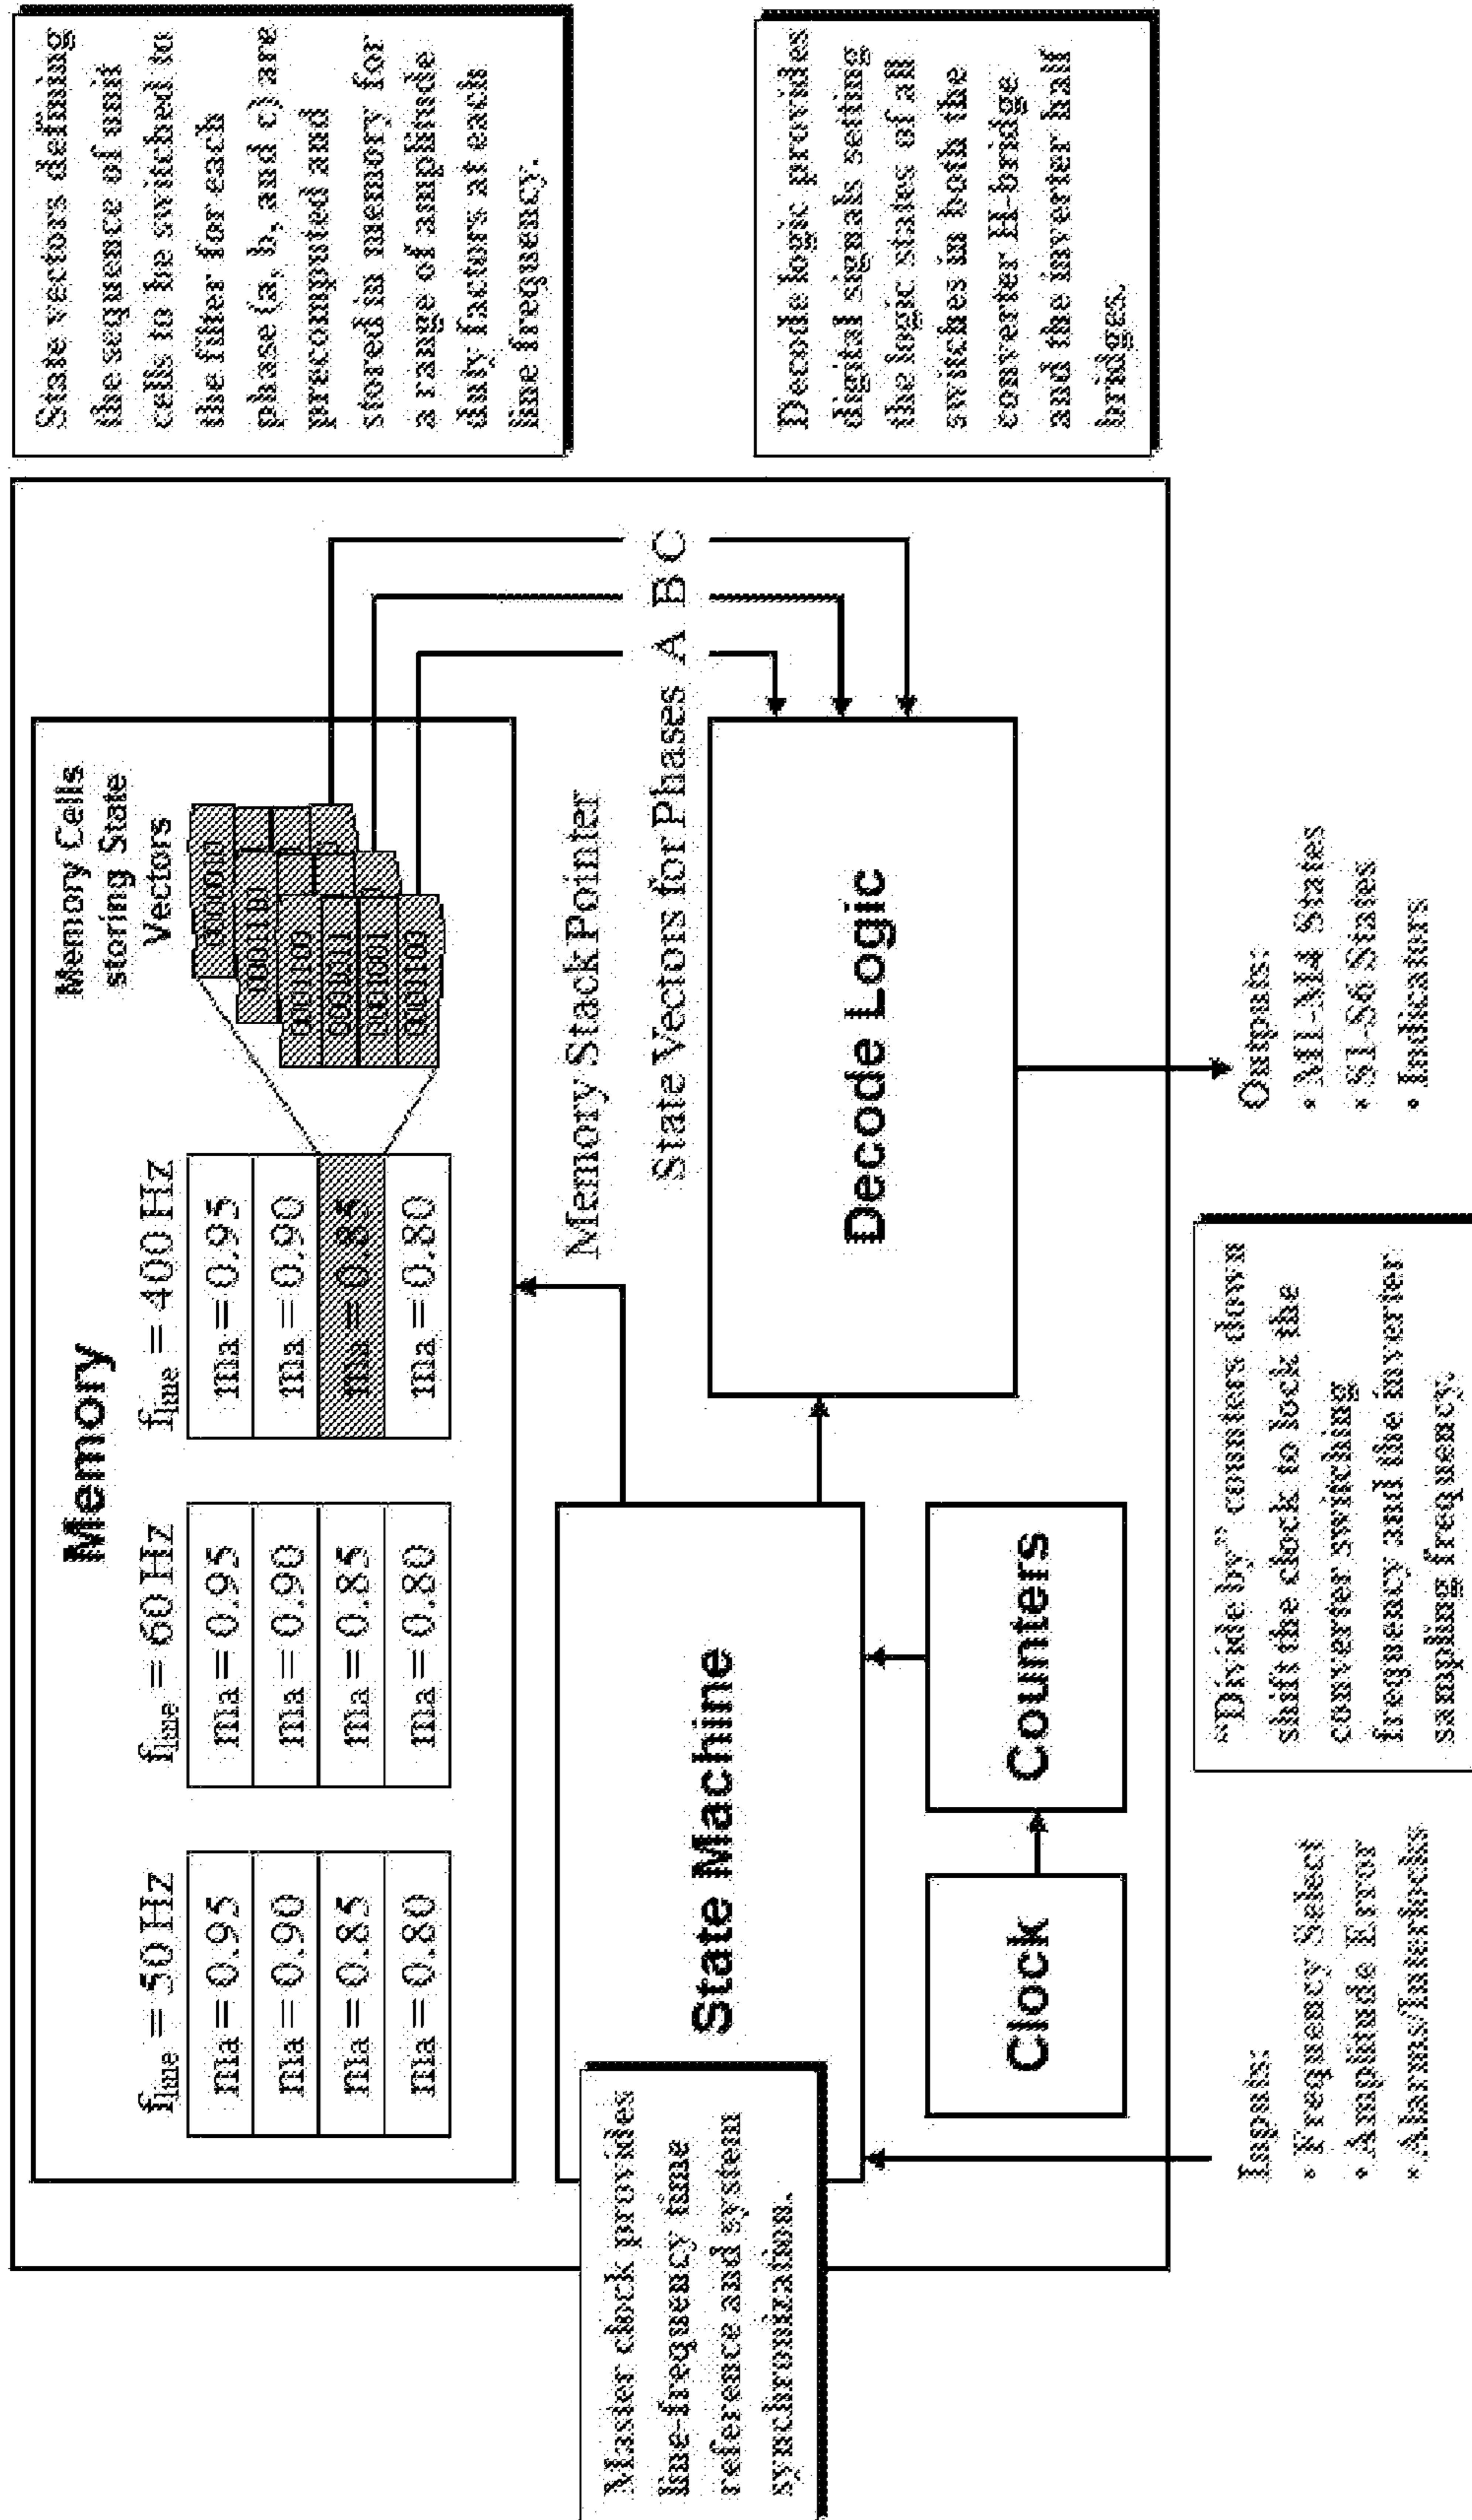 Memory
f_line = 50 Hz
ma = 0.95
ma = 0.90
ma = 0.85
ma = 0.80
f_line = 60 Hz
ma = 0.95
ma = 0.90
ma = 0.85
ma = 0.80
f_line = 400 Hz
ma = 0.95
ma = 0.90
ma = 0.85
ma = 0.80
Memory Cells
storing State
Vectors
000100
001001
000100
State vectors defining
the sequence of unit
cells to be switched to
the filter for each
phase (a, b, and c) are
precomputed and
stored in memory for
a range of amplitude
duty factors at each
line frequency.
Master clock provides
line-frequency time
reference and system
synchronization.
State Machine
Memory Stack Pointer
State Vectors for Phases A B C
Decode Logic
Decode logic provides
digital signals setting
the logic states of all
switches in both the
converter H-bridge
and the inverter half
bridges.
Clock
Counters
Inputs:
• Frequency Select
• Amplitude Error
• Alarms/Interlocks
“Divide by” counters down
shift the clock to lock the
converter switching
frequency and the inverter
sampling frequency.
Outputs:
• M1-M4 States
• S1-S6 States
• Indicators